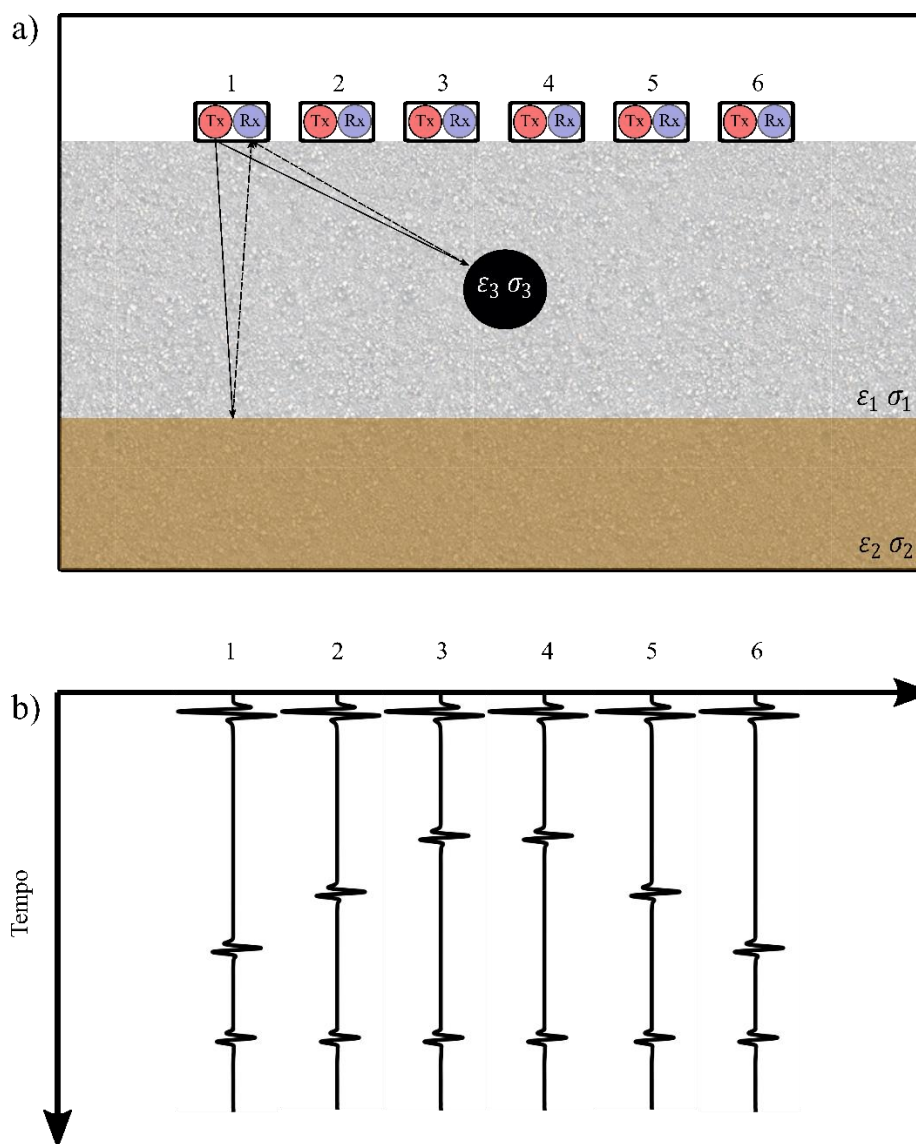 a)
1 2 3 4 5 6
Tx Rx Tx Rx Tx Rx Tx Rx Tx Rx Tx Rx
ε₃ σ₃
ε₁ σ₁
ε₂ σ₂
1 2 3 4 5 6
b)
Tempo